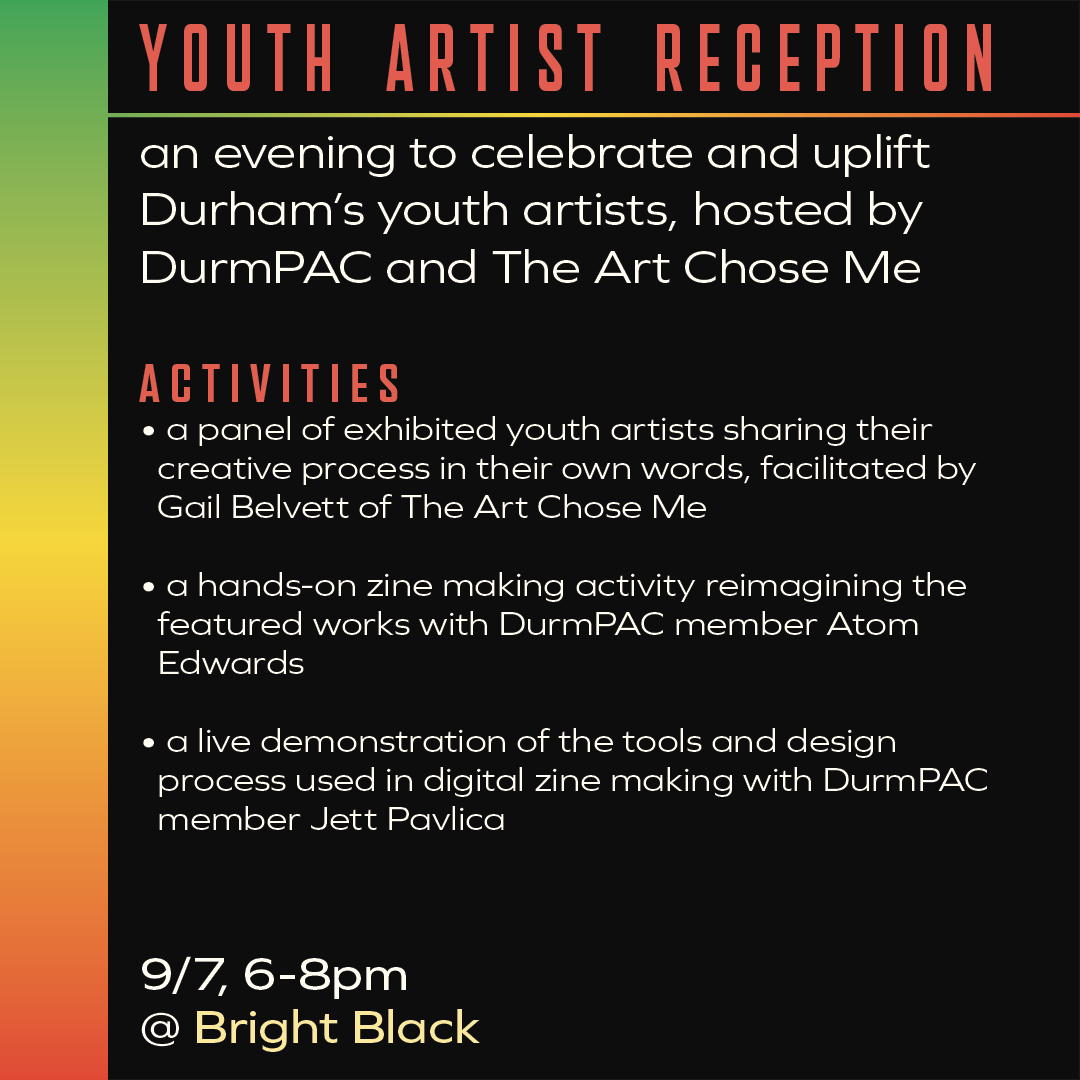 YOUTH ARTIST RECEPTION
an evening to celebrate and uplift
Durham’s youth artists, hosted by
DurmPAC and The Art Chose Me
ACTIVITIES
• a panel of exhibited youth artists sharing their
creative process in their own words, facilitated by
Gail Belvett of The Art Chose Me
• a hands-on zine making activity reimagining the
featured works with DurmPAC member Atom
Edwards
• a live demonstration of the tools and design
process used in digital zine making with DurmPAC
member Jett Pavlica
9/7, 6-8pm
@ Bright Black